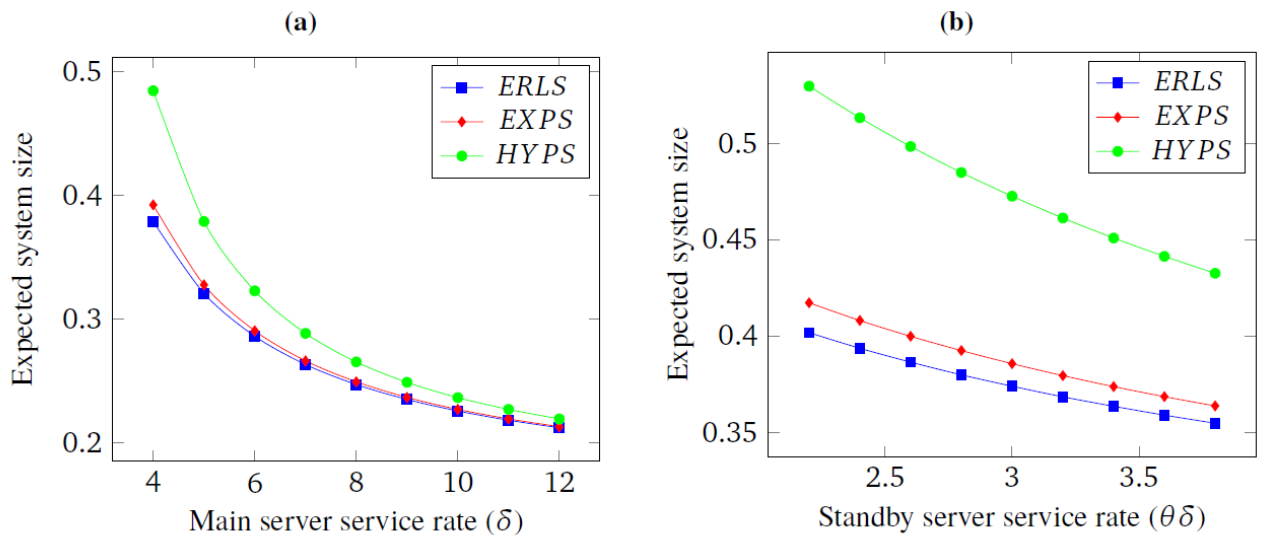 (a)
0.5
0.4
0.3
0.2
4
6
8
10
12
Expected system size
Main server service rate (δ)
ERLS
EXPS
HYPS
(b)
0.5
0.45
0.4
0.35
2.5
3
3.5
Expected system size
Standby server service rate (θδ)
ERLS
EXPS
HYPS